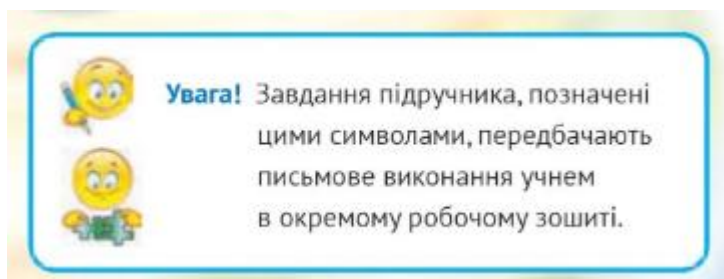 Увага! Завдання підручника, позначені
цими символами, передбачають
письмове виконання учнем
в окремому робочому зошиті.